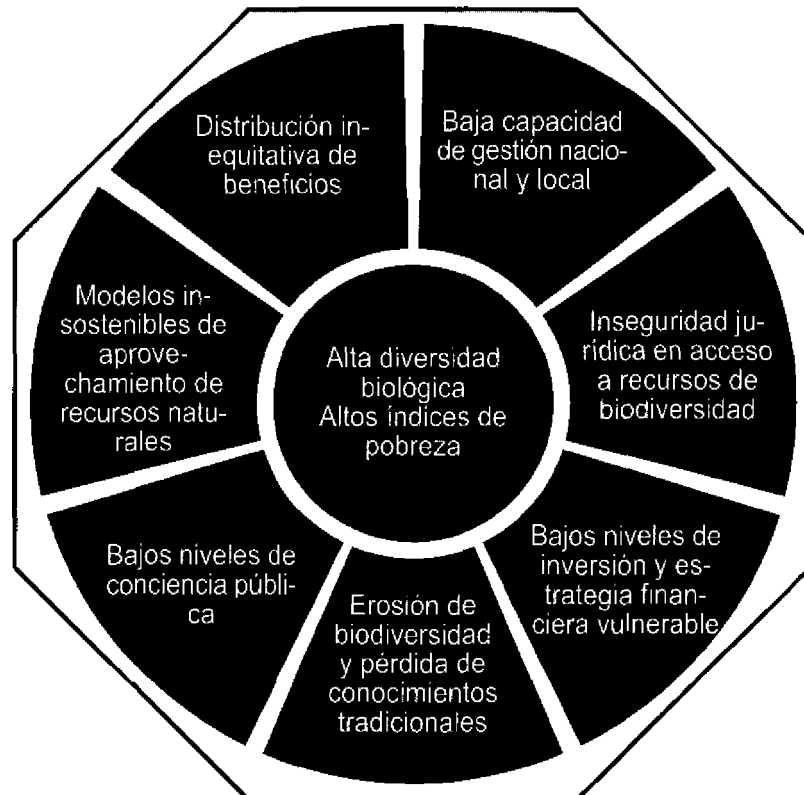 Distribución in-
equitativa de
beneficios
Baja capacidad
de gestión nacio-
nal y local
Modelos in-
sostenibles de
aprove-
chamiento de
recursos natu-
rales
Alta diversidad
biológica
Altos índices de
pobreza
Inseguridad ju-
rídica en acceso
a recursos de
biodiversidad
Bajos niveles de
conciencia públi-
ca
Erosión de
biodiversidad
y pérdida de
conocimientos
tradicionales
Bajos niveles de
inversión y es-
trategia finan-
ciera vulnerable